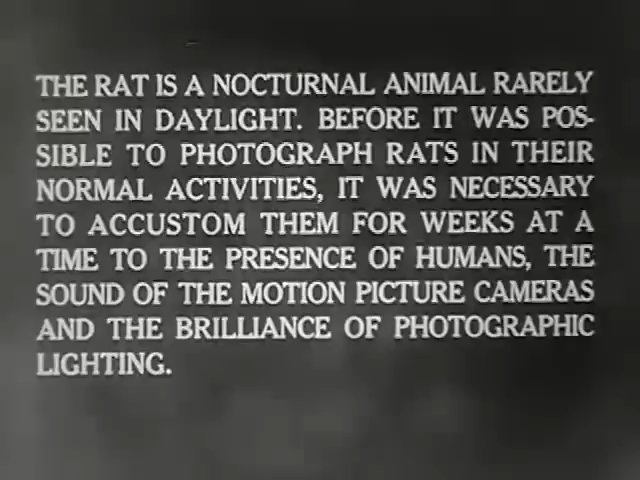 THE RAT IS A NOCTURNAL ANIMAL RARELY
SEEN IN DAYLIGHT. BEFORE IT WAS POS-
SIBLE TO PHOTOGRAPH RATS IN THEIR
NORMAL ACTIVITIES, IT WAS NECESSARY
TO ACCUSTOM THEM FOR WEEKS AT A
TIME TO THE PRESENCE OF HUMANS, THE
SOUND OF THE MOTION PICTURE CAMERAS
AND THE BRILLIANCE OF PHOTOGRAPHIC
LIGHTING.